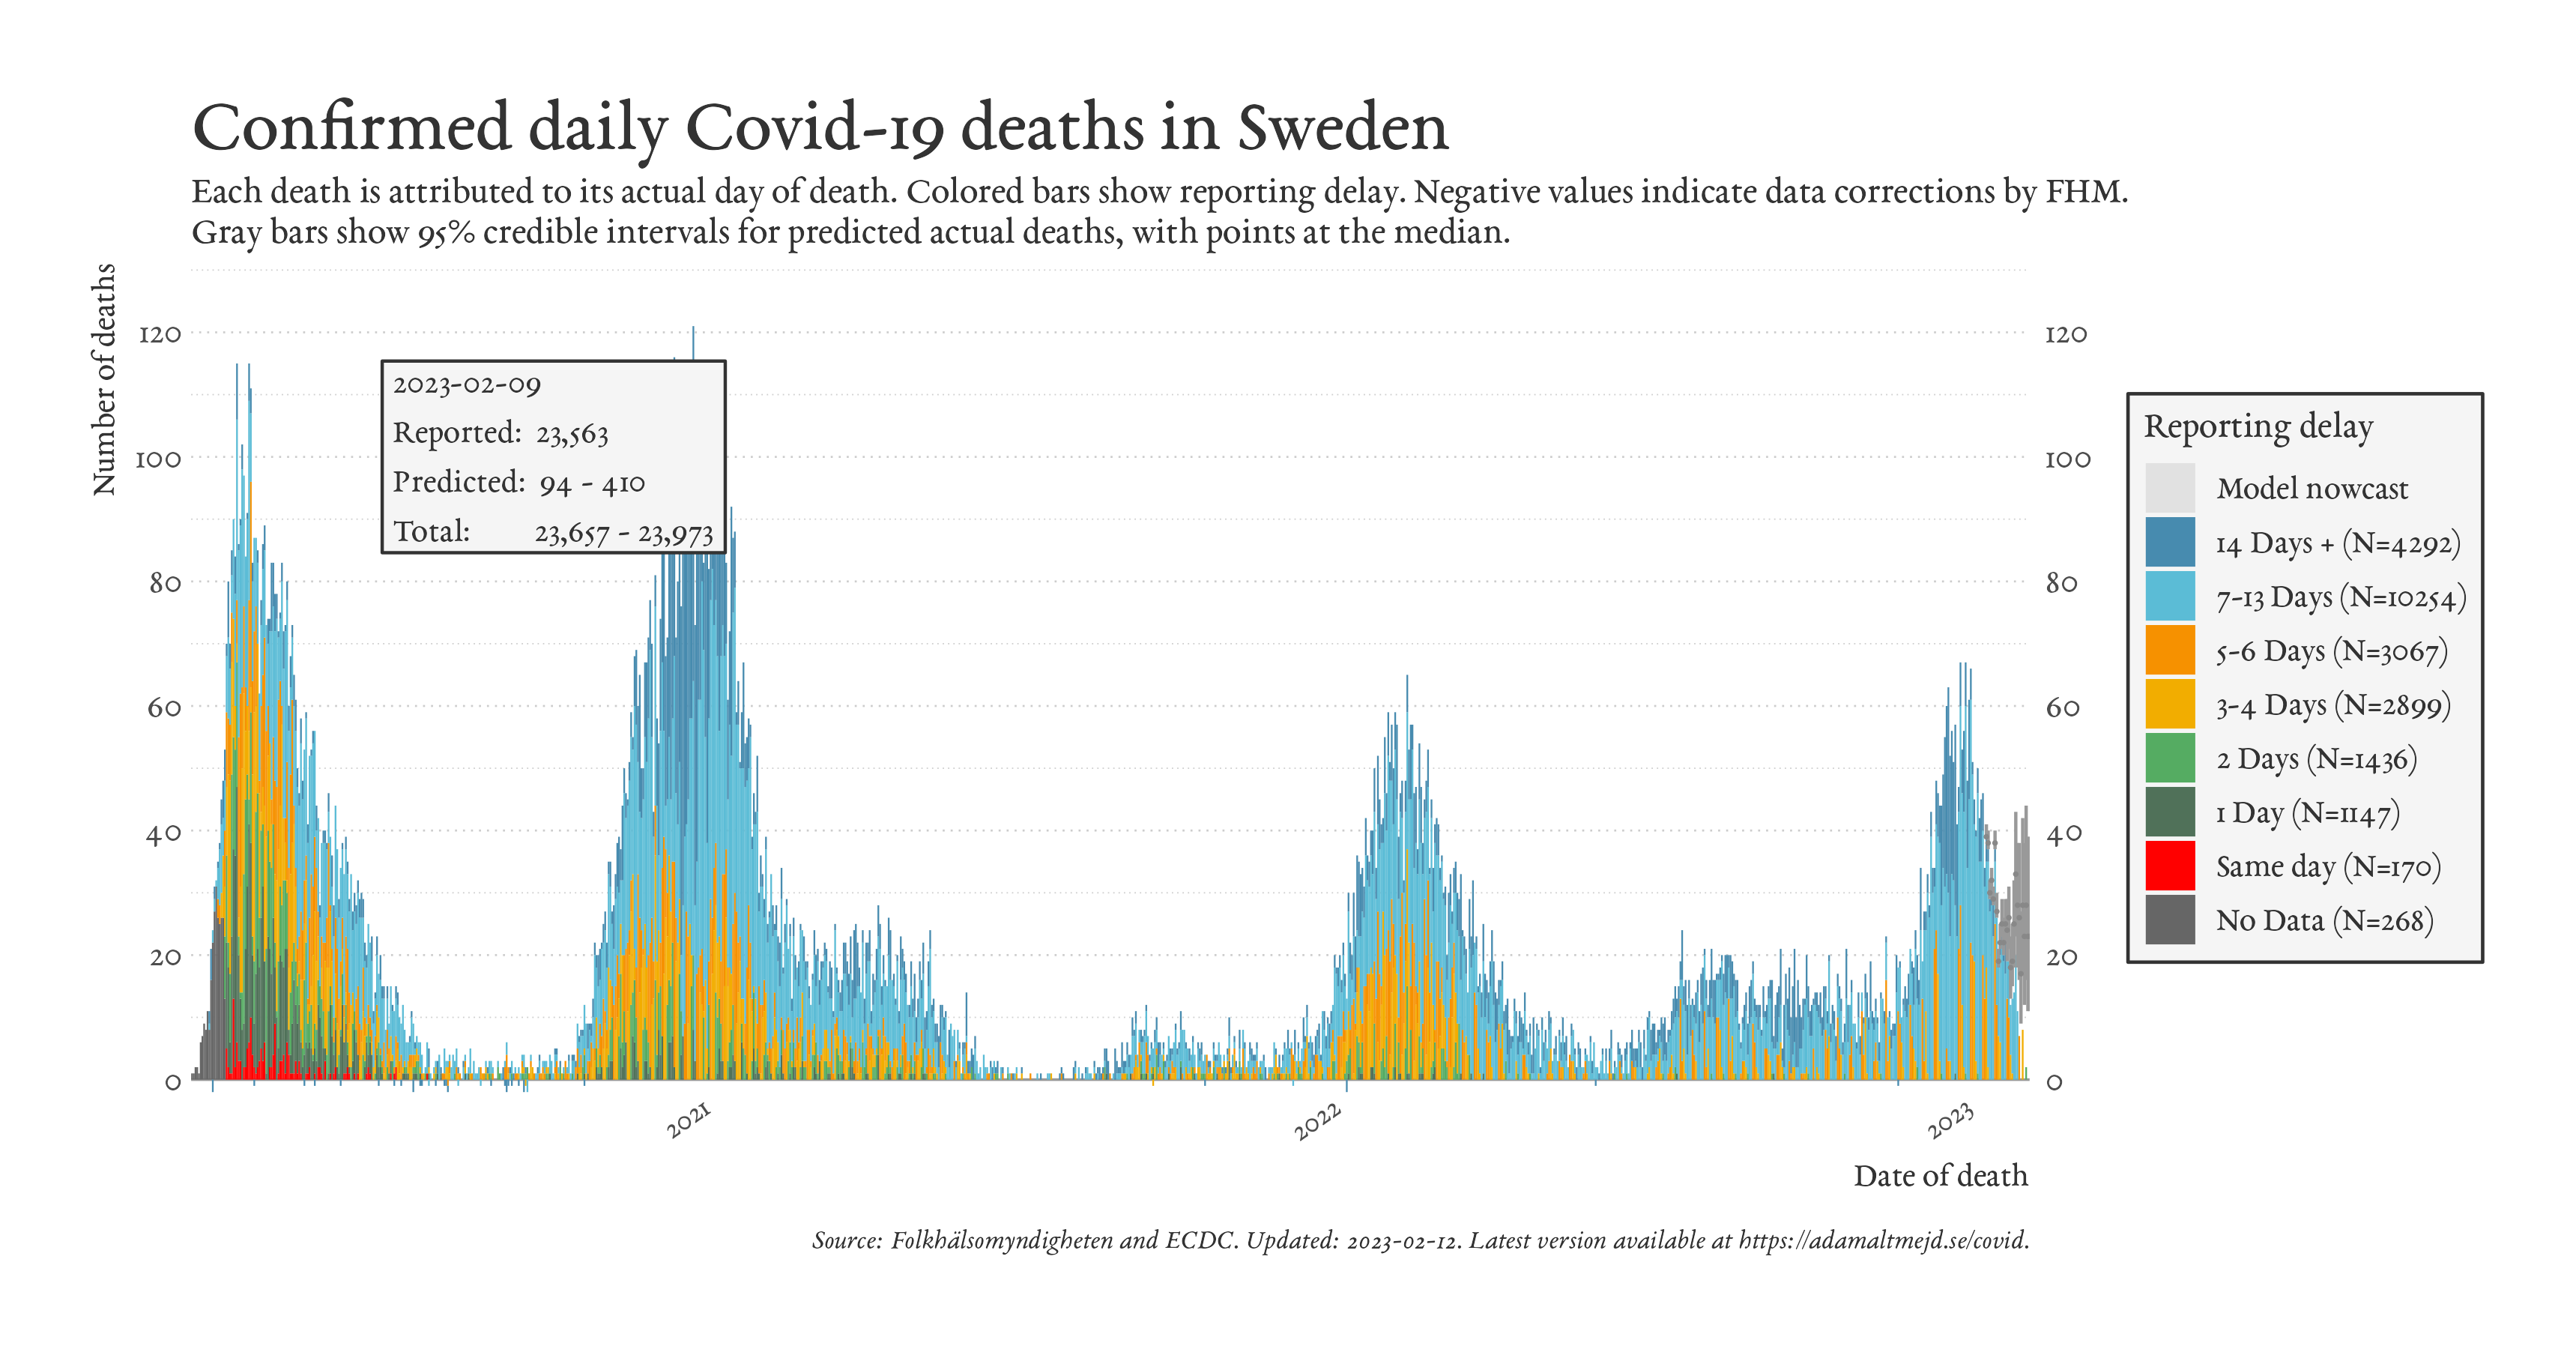 Confirmed daily Covid-19 deaths in Sweden
Each death is attributed to its actual day of death. Colored bars show reporting delay. Negative values indicate data corrections by FHM.
Gray bars show 95% credible intervals for predicted actual deaths, with points at the median.
Number of deaths
120
100
80
60
40
20
0
2023-02-09
Reported: 23,563
Predicted: 94 - 410
Total: 23,657 - 23,973
120
100
80
60
40
20
0
Reporting delay
Model nowcast
14 Days + (N=4292)
7-13 Days (N=10254)
5-6 Days (N=3067)
3-4 Days (N=2899)
2 Days (N=1436)
1 Day (N=1147)
Same day (N=170)
No Data (N=268)
2021
2022
2023
Date of death
Source: Folkhälsomyndigheten and ECDC. Updated: 2023-02-12. Latest version available at https://adamaltmejd.se/covid.